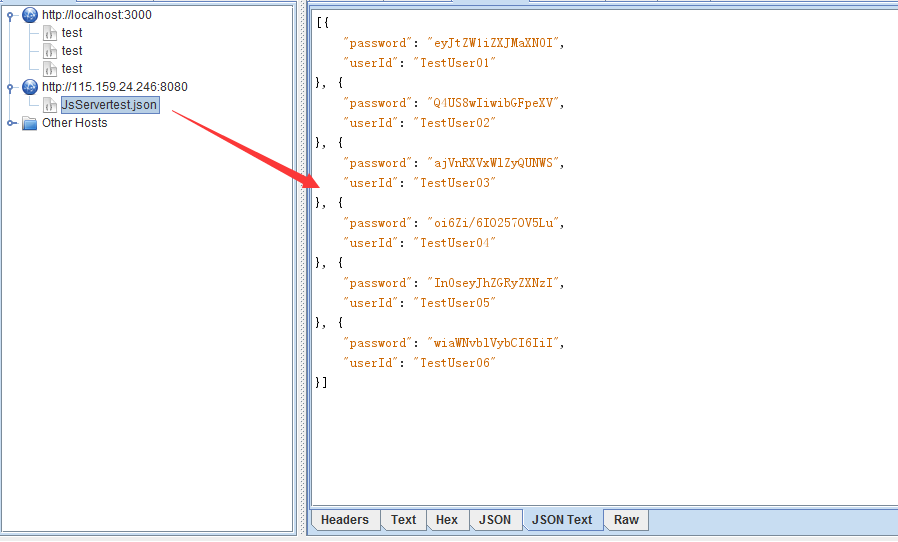 http://localhost:3000
test
test
test
http://115.159.24.246:8080
JsServertest.json
Other Hosts
[{
"password": "eyJtZW1iZXJMaXN0I",
"userId": "TestUser01"
}, {
"password": "Q4US8wIiwibGFpeXV",
"userId": "TestUser02"
}, {
"password": "ajVnRXVxWlZyQUNWS",
"userId": "TestUser03"
}, {
"password": "oi6Zi/6IO257OV5Lu",
"userId": "TestUser04"
}, {
"password": "In0seyJhZGRyZXNzI",
"userId": "TestUser05"
}, {
"password": "wiaWNvblVybCI6IiI",
"userId": "TestUser06"
}]
Headers Text Hex JSON JSON Text Raw